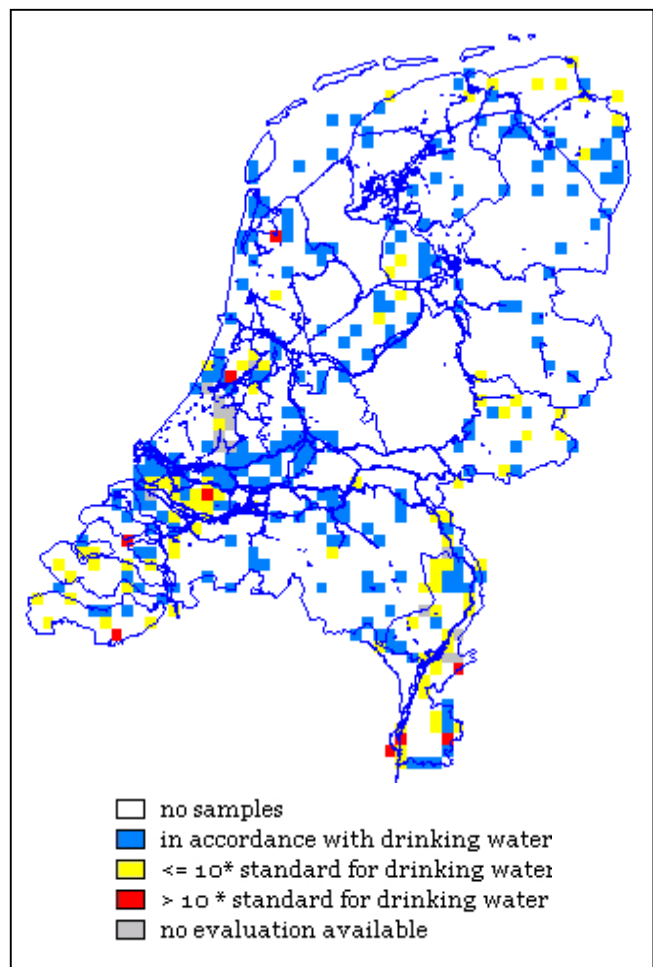 no samples
in accordance with drinking water
<= 10* standard for drinking water
> 10 * standard for drinking water
no evaluation available